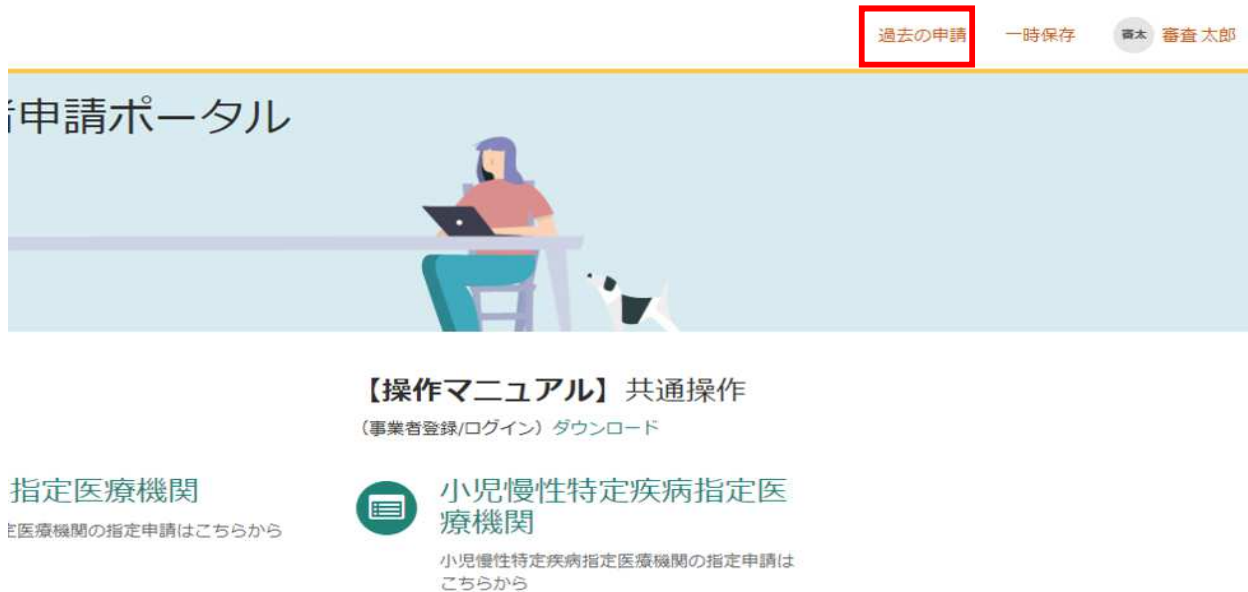 過去の申請 一時保存 審太 審査 太郎
申請ポータル
【操作マニュアル】共通操作
（事業者登録/ログイン）ダウンロード
指定医療機関
定医療機関の指定申請はこちらから
小児慢性特定疾病指定医
療機関
小児慢性特定疾病指定医療機関の指定申請は
こちらから